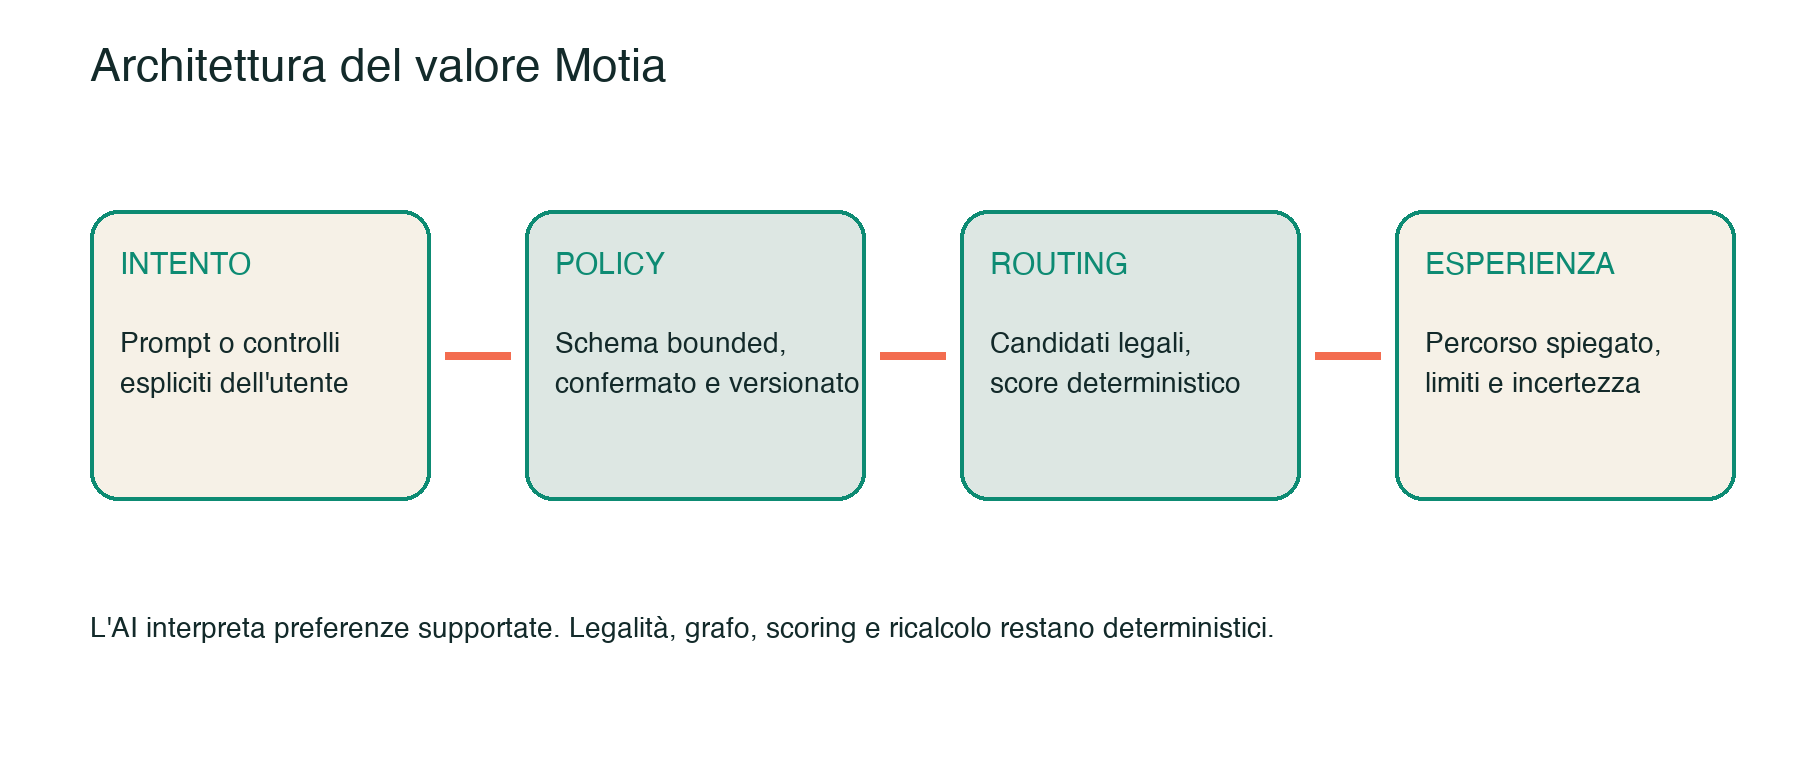 Architettura del valore Motia
INTENTO
Prompt o controlli
espliciti dell'utente
POLICY
Schema bounded,
confermato e versionato
ROUTING
Candidati legali,
score deterministico
ESPERIENZA
Percorso spiegato,
limiti e incertezza
L'AI interpreta preferenze supportate. Legalità, grafo, scoring e ricalcolo restano deterministici.